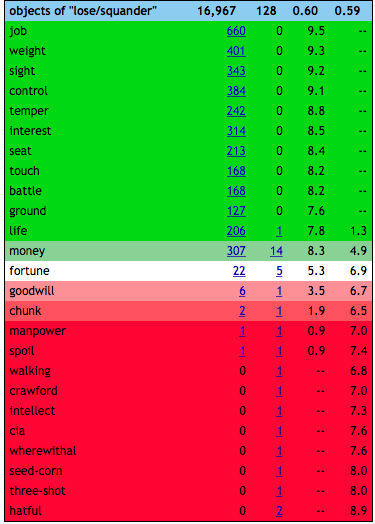 objects of "lose/squander" 16,967 128 0.60 0.59
job 660 0 9.5 --
weight 401 0 9.3 --
sight 343 0 9.2 --
control 384 0 9.1 --
temper 242 0 8.8 --
interest 314 0 8.5 --
seat 213 0 8.4 --
touch 168 0 8.2 --
battle 168 0 8.2 --
ground 127 0 7.6 --
life 206 1 7.8 1.3
money 307 14 8.3 4.9
fortune 22 5 5.3 6.9
goodwill 6 1 3.5 6.7
chunk 2 1 1.9 6.5
manpower 1 1 0.9 7.0
spoil 1 1 0.9 7.4
walking 0 1 -- 6.8
crawford 0 1 -- 7.0
intellect 0 1 -- 7.3
cia 0 1 -- 7.6
wherewithal 0 1 -- 7.6
seed-corn 0 1 -- 8.0
three-shot 0 1 -- 8.0
hatful 0 2 -- 8.9